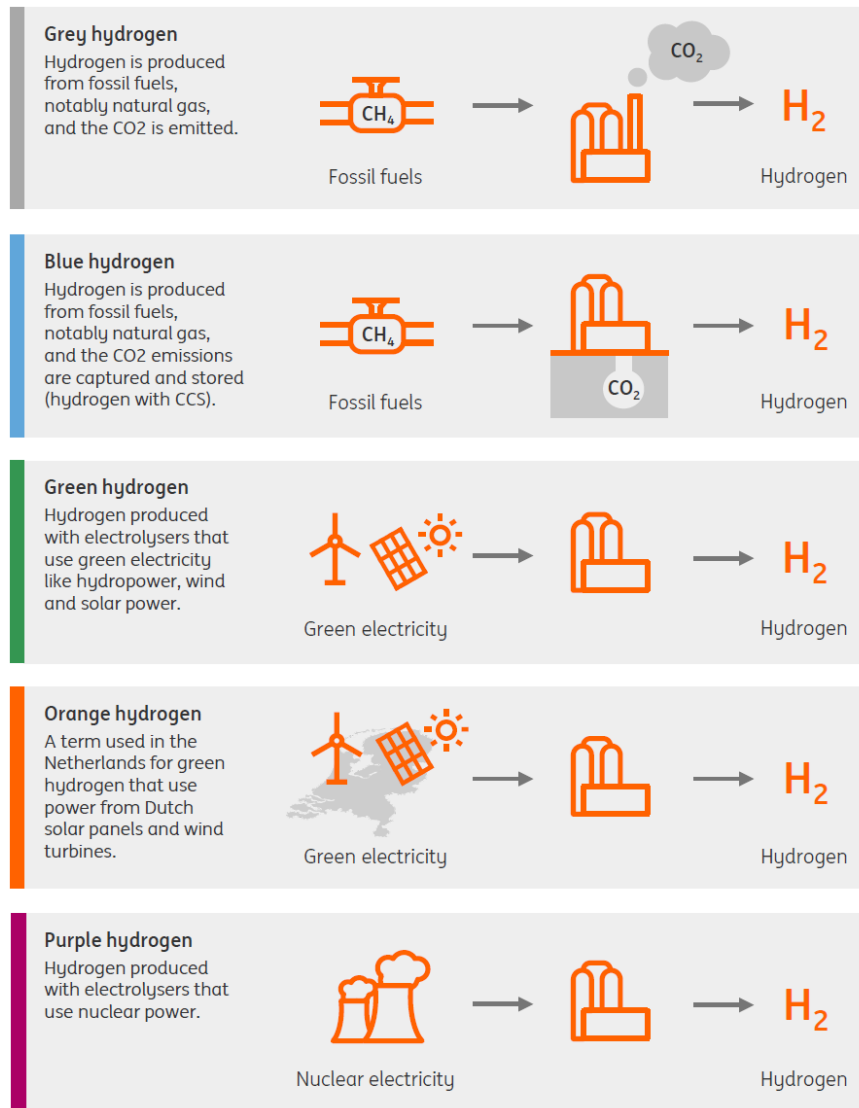 Grey hydrogen
Hydrogen is produced
from fossil fuels,
notably natural gas,
and the CO2 is emitted.
CH₄
CO₂
H₂
Fossil fuels
Hydrogen
Blue hydrogen
Hydrogen is produced
from fossil fuels,
notably natural gas,
and the CO2 emissions
are captured and stored
(hydrogen with CCS).
CH₄
CO₂
H₂
Fossil fuels
Hydrogen
Green hydrogen
Hydrogen produced
with electrolysers that
use green electricity
like hydropower, wind
and solar power.
H₂
Green electricity
Hydrogen
Orange hydrogen
A term used in the
Netherlands for green
hydrogen that use
power from Dutch
solar panels and wind
turbines.
H₂
Green electricity
Hydrogen
Purple hydrogen
Hydrogen produced
with electrolysers that
use nuclear power.
H₂
Nuclear electricity
Hydrogen